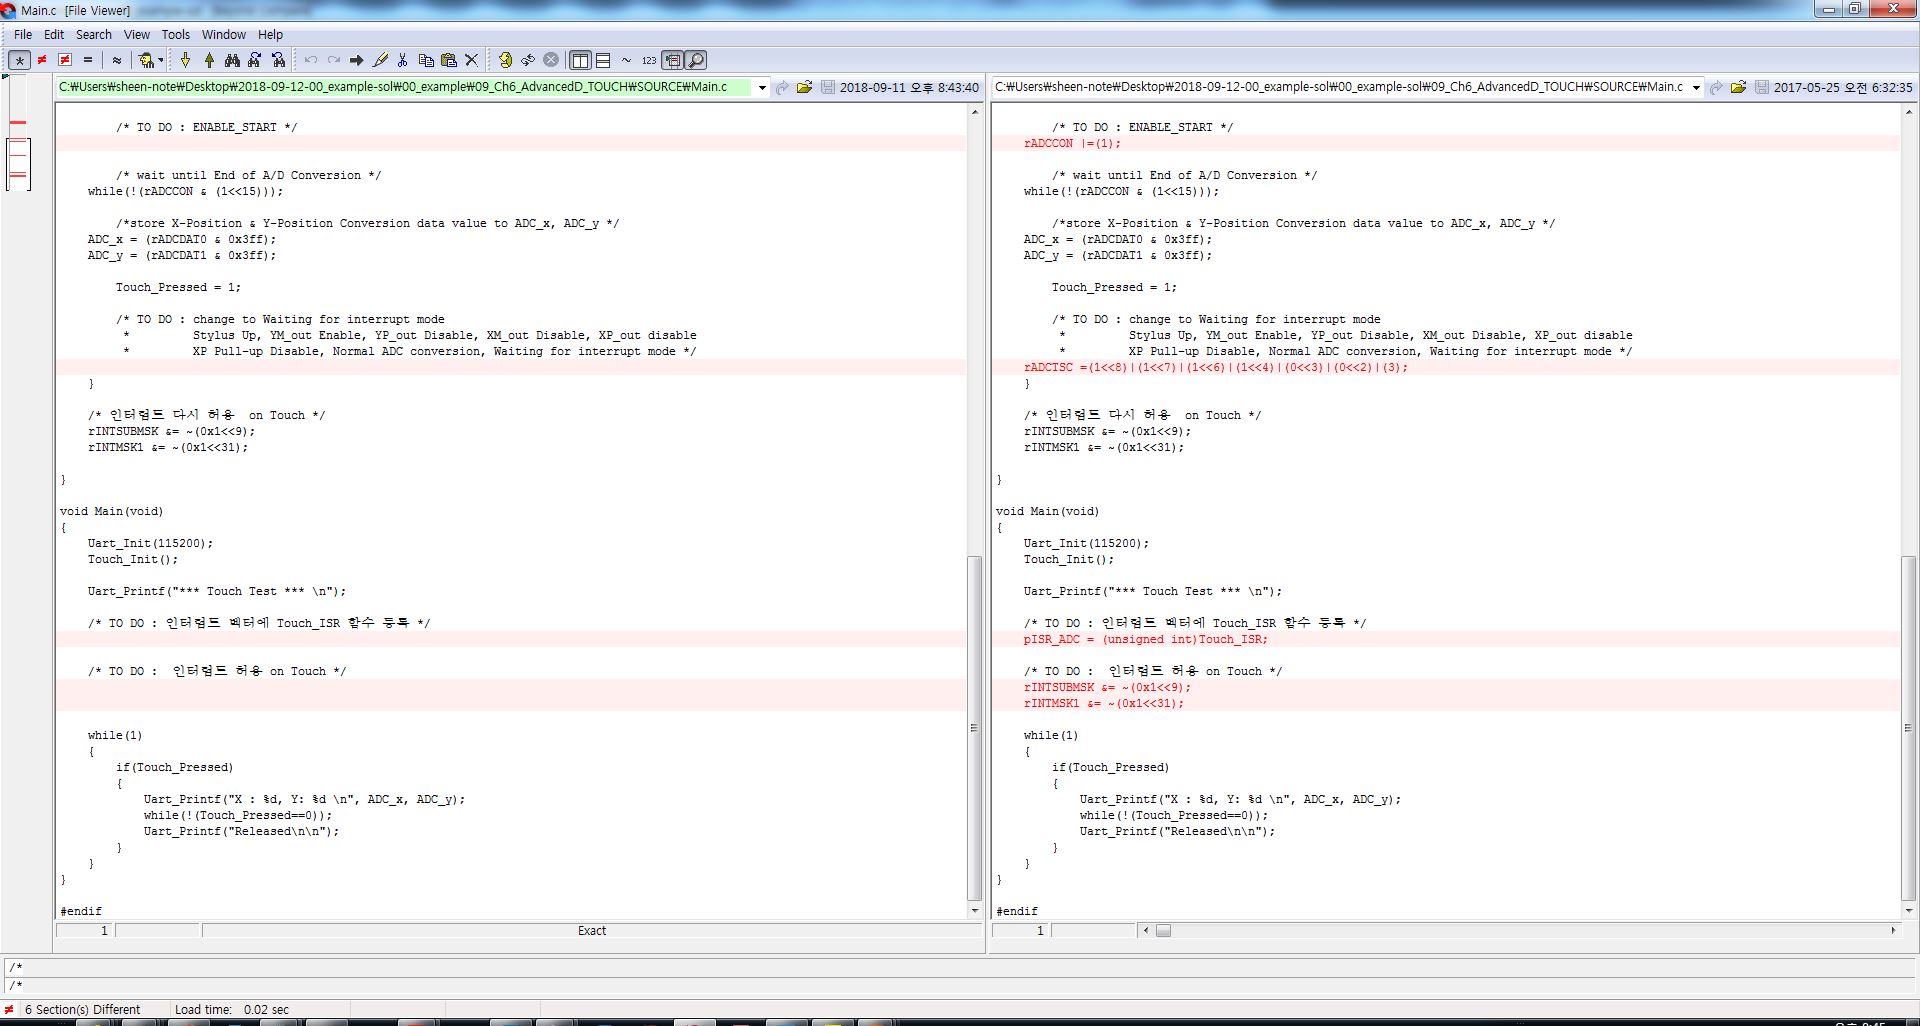 Main.c [File Viewer]
File Edit Search View Tools Window Help
C:₩Users₩sheen-note₩Desktop₩2018-09-12-00_example-sol₩00_example₩09_Ch6_AdvancedD_TOUCH₩SOURCE₩Main.c
2018-09-11 오후 8:43:40
/* TO DO : ENABLE_START */
/* wait until End of A/D Conversion */
while(!(rADCCON & (1<<15)));
/*store X-Position & Y-Position Conversion data value to ADC_x, ADC_y */
ADC_x = (rADCDAT0 & 0x3ff);
ADC_y = (rADCDAT1 & 0x3ff);
Touch_Pressed = 1;
/* TO DO : change to Waiting for interrupt mode
* Stylus Up, YM_out Enable, YP_out Disable, XM_out Disable, XP_out disable
* XP Pull-up Disable, Normal ADC conversion, Waiting for interrupt mode */
}
/* 인터럽트 다시 허용 on Touch */
rINTSUBMSK &= ~(0x1<<9);
rINTMSK1 &= ~(0x1<<31);
}
void Main(void)
{
Uart_Init(115200);
Touch_Init();
Uart_Printf("*** Touch Test *** \n");
/* TO DO : 인터럽트 벡터에 Touch_ISR 함수 등록 */
/* TO DO : 인터럽트 허용 on Touch */
while(1)
{
if(Touch_Pressed)
{
Uart_Printf("X : %d, Y: %d \n", ADC_x, ADC_y);
while(!(Touch_Pressed==0));
Uart_Printf("Released\n\n");
}
}
}
#endif
1
Exact
C:₩Users₩sheen-note₩Desktop₩2018-09-12-00_example-sol₩00_example-sol₩09_Ch6_AdvancedD_TOUCH₩SOURCE₩Main.c
2017-05-25 오전 6:32:35
/* TO DO : ENABLE_START */
rADCCON |=(1);
/* wait until End of A/D Conversion */
while(!(rADCCON & (1<<15)));
/*store X-Position & Y-Position Conversion data value to ADC_x, ADC_y */
ADC_x = (rADCDAT0 & 0x3ff);
ADC_y = (rADCDAT1 & 0x3ff);
Touch_Pressed = 1;
/* TO DO : change to Waiting for interrupt mode
* Stylus Up, YM_out Enable, YP_out Disable, XM_out Disable, XP_out disable
* XP Pull-up Disable, Normal ADC conversion, Waiting for interrupt mode */
rADCTSC =(1<<8)|(1<<7)|(1<<6)|(1<<4)|(0<<3)|(0<<2)|(3);
}
/* 인터럽트 다시 허용 on Touch */
rINTSUBMSK &= ~(0x1<<9);
rINTMSK1 &= ~(0x1<<31);
}
void Main(void)
{
Uart_Init(115200);
Touch_Init();
Uart_Printf("*** Touch Test *** \n");
/* TO DO : 인터럽트 벡터에 Touch_ISR 함수 등록 */
pISR_ADC = (unsigned int)Touch_ISR;
/* TO DO : 인터럽트 허용 on Touch */
rINTSUBMSK &= ~(0x1<<9);
rINTMSK1 &= ~(0x1<<31);
while(1)
{
if(Touch_Pressed)
{
Uart_Printf("X : %d, Y: %d \n", ADC_x, ADC_y);
while(!(Touch_Pressed==0));
Uart_Printf("Released\n\n");
}
}
}
#endif
1
/*
/*
6 Section(s) Different Load time: 0.02 sec